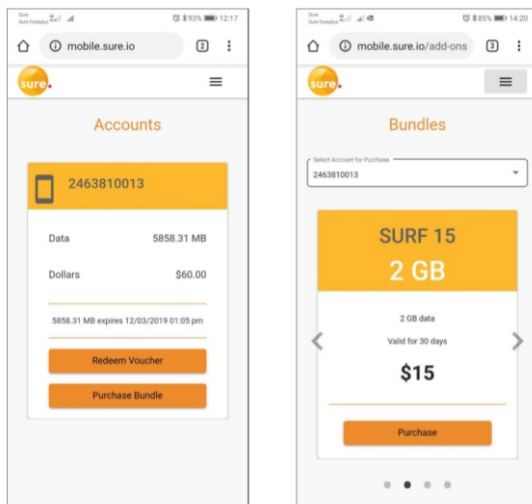 Sure
Sure Foneplus
93%
12:17
mobile.sure.io
2
sure.
Accounts
2463810013
Data 5858.31 MB
Dollars $60.00
5858.31 MB expires 12/03/2019 01:05 pm
Redeem Voucher
Purchase Bundle
Sure
Sure Foneplus
85%
14:20
mobile.sure.io/add-ons
3
sure.
Bundles
Select Account for Purchase
2463810013
SURF 15
2 GB
2 GB data
Valid for 30 days
$15
Purchase